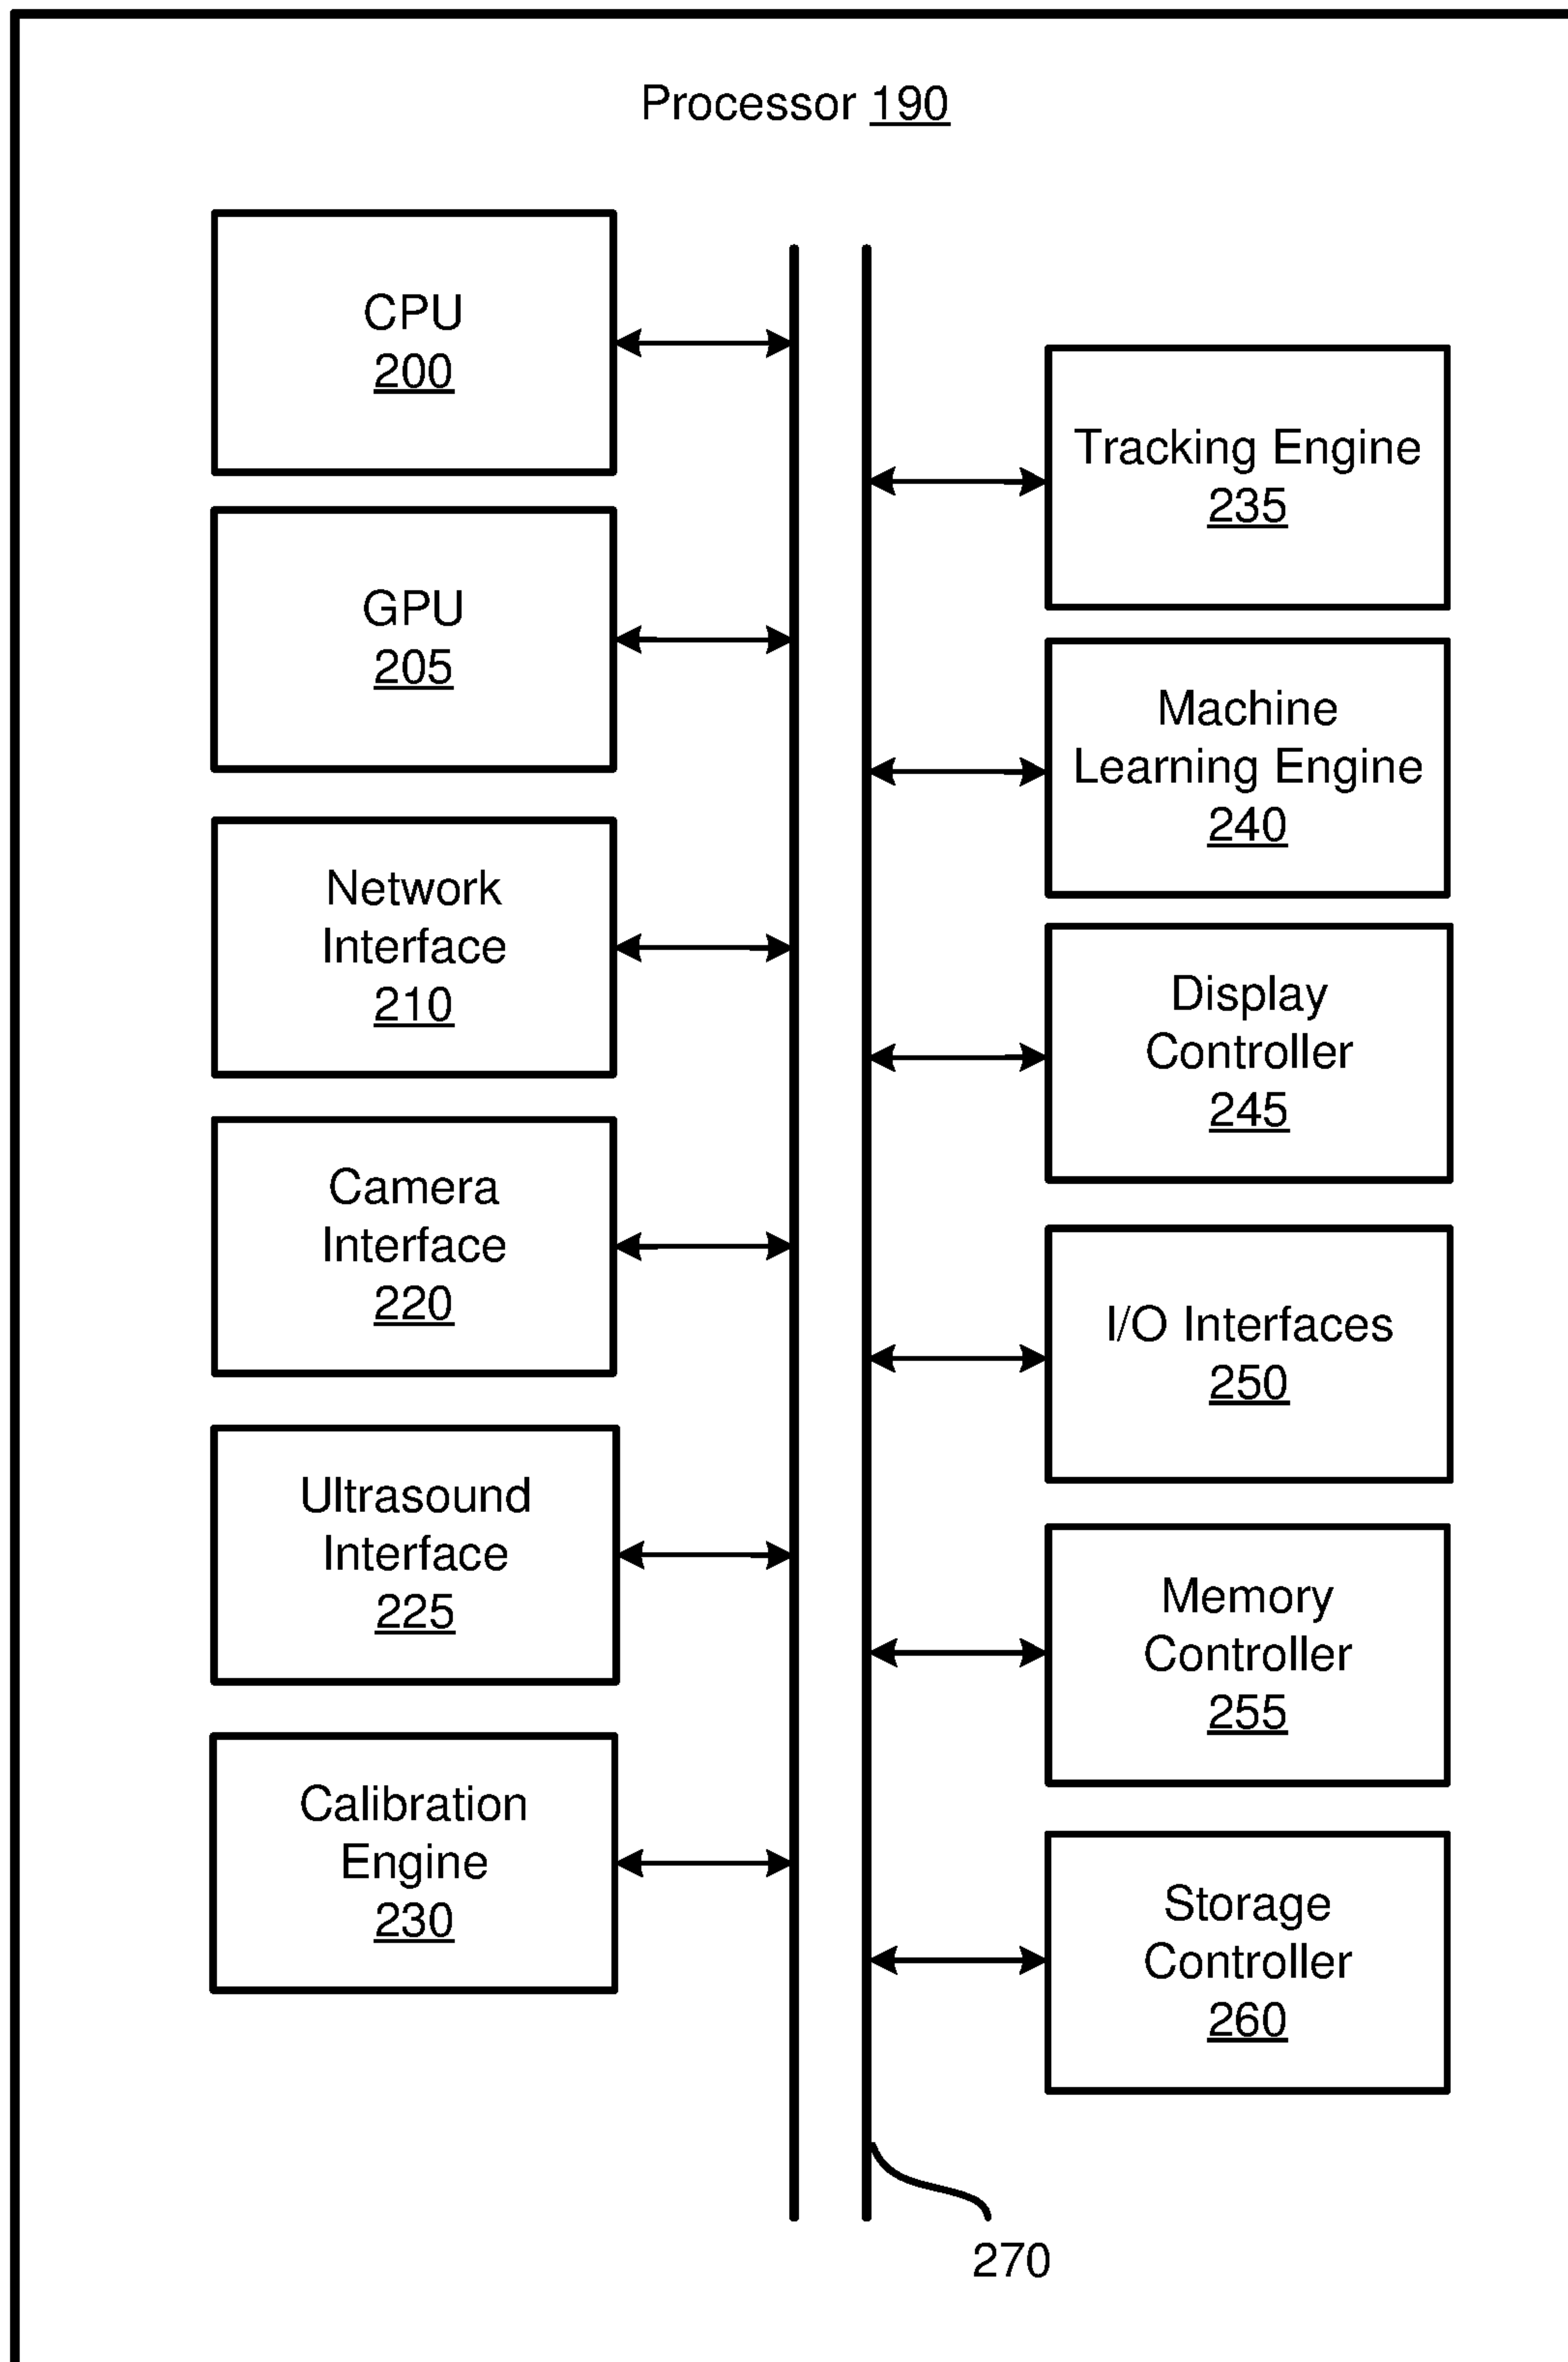 Processor 190
CPU
200
GPU
205
Network
Interface
210
Camera
Interface
220
Ultrasound
Interface
225
Calibration
Engine
230
Tracking Engine
235
Machine
Learning Engine
240
Display
Controller
245
I/O Interfaces
250
Memory
Controller
255
Storage
Controller
260
270